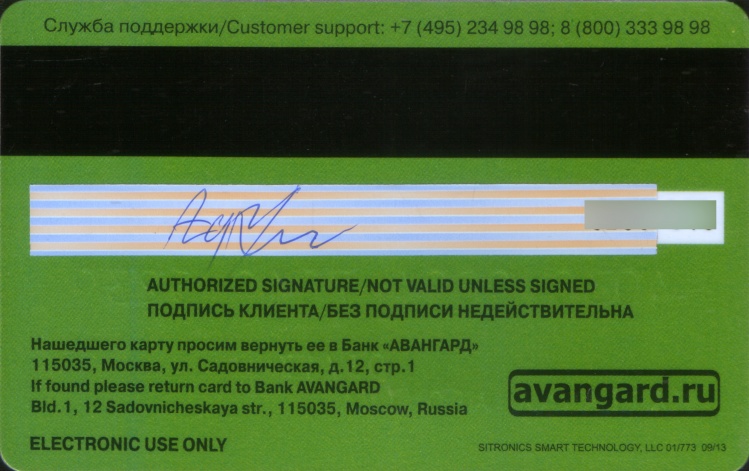 Служба поддержки/Customer support: +7 (495) 234 98 98; 8 (800) 333 98 98
AUTHORIZED SIGNATURE/NOT VALID UNLESS SIGNED
ПОДПИСЬ КЛИЕНТА/БЕЗ ПОДПИСИ НЕДЕЙСТВИТЕЛЬНА
Нашедшего карту просим вернуть ее в Банк «АВАНГАРД»
115035, Москва, ул. Садовническая, д.12, стр.1
If found please return card to Bank AVANGARD
Bld.1, 12 Sadovnicheskaya str., 115035, Moscow, Russia
avangard.ru
ELECTRONIC USE ONLY
SITRONICS SMART TECHNOLOGY, LLC 01/773 09/13